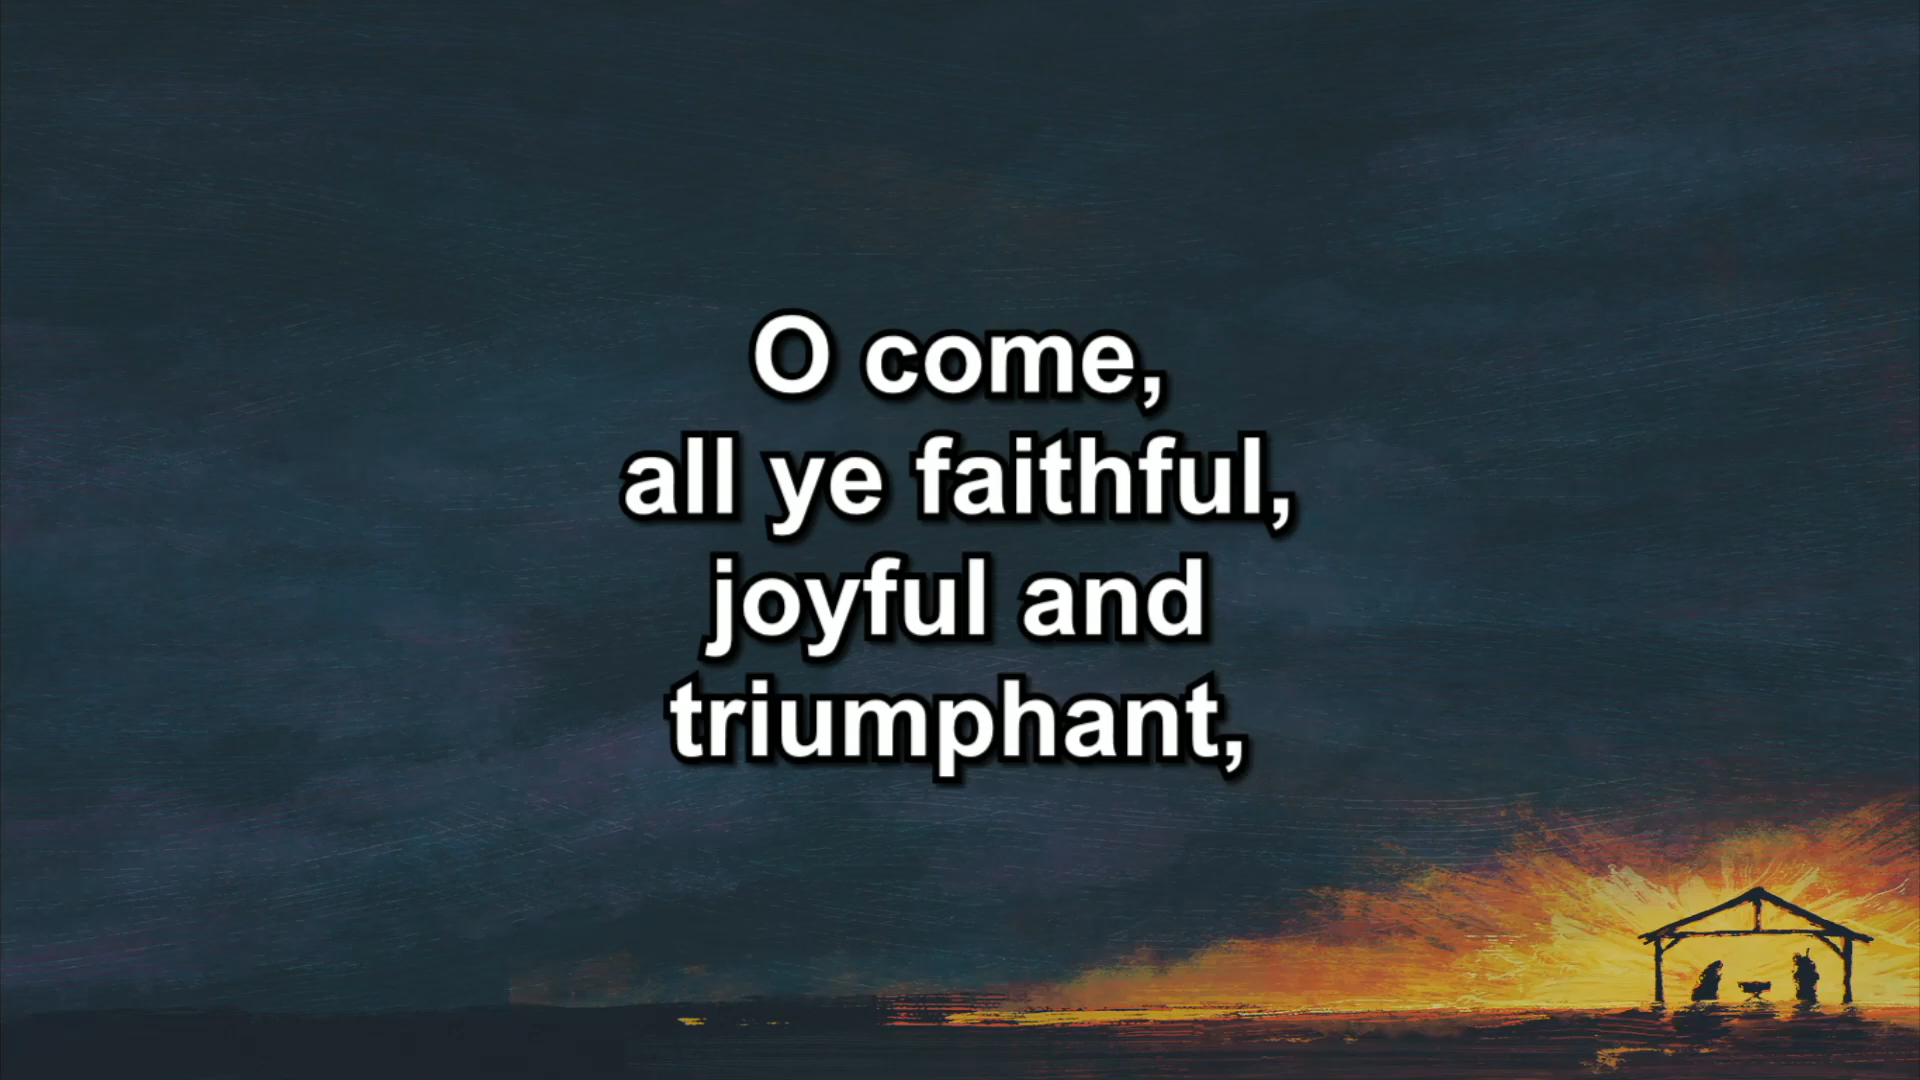 O come,
all ye faithful,
joyful and
triumphant,